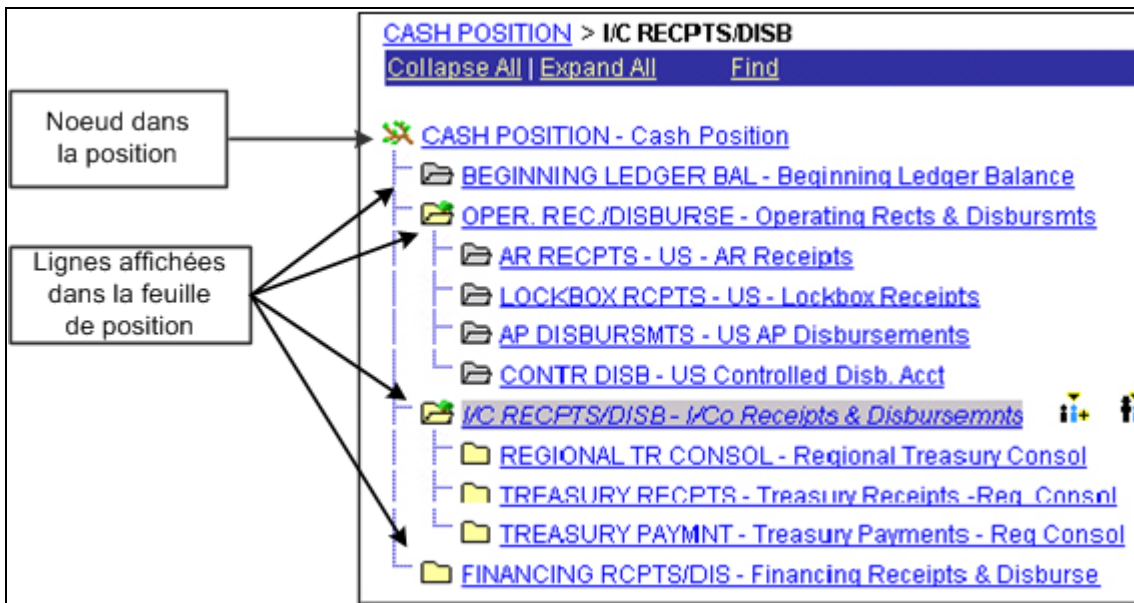 CASH POSITION > I/C RECPTS/DISB
Collapse All | Expand All Find
Noeud dans
la position
CASH POSITION - Cash Position
BEGINNING LEDGER BAL - Beginning Ledger Balance
OPER. REC./DISBURSE - Operating Rects & Disbursmts
Lignes affichées
dans la feuille
de position
AR RECPTS - US - AR Receipts
LOCKBOX RCPTS - US - Lockbox Receipts
AP DISBURSMTS - US AP Disbursements
CONTR DISB - US Controlled Disb. Acct
I/C RECPTS/DISB - I/Co Receipts & Disbursemnts
REGIONAL TR CONSOL - Regional Treasury Consol
TREASURY RECPTS - Treasury Receipts -Reg Consol
TREASURY PAYMNT - Treasury Payments - Reg Consol
FINANCING RCPTS/DIS - Financing Receipts & Disburse